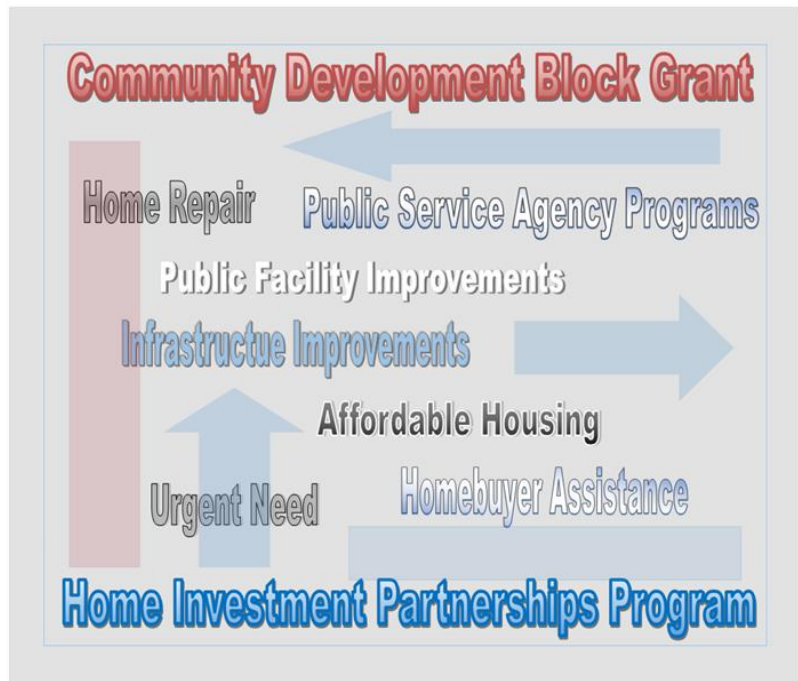 Community Development Block Grant
Home Repair
Public Service Agency Programs
Public Facility Improvements
Infrastructue Improvements
Affordable Housing
Homebuyer Assistance
Urgent Need
Home Investment Partnerships Program